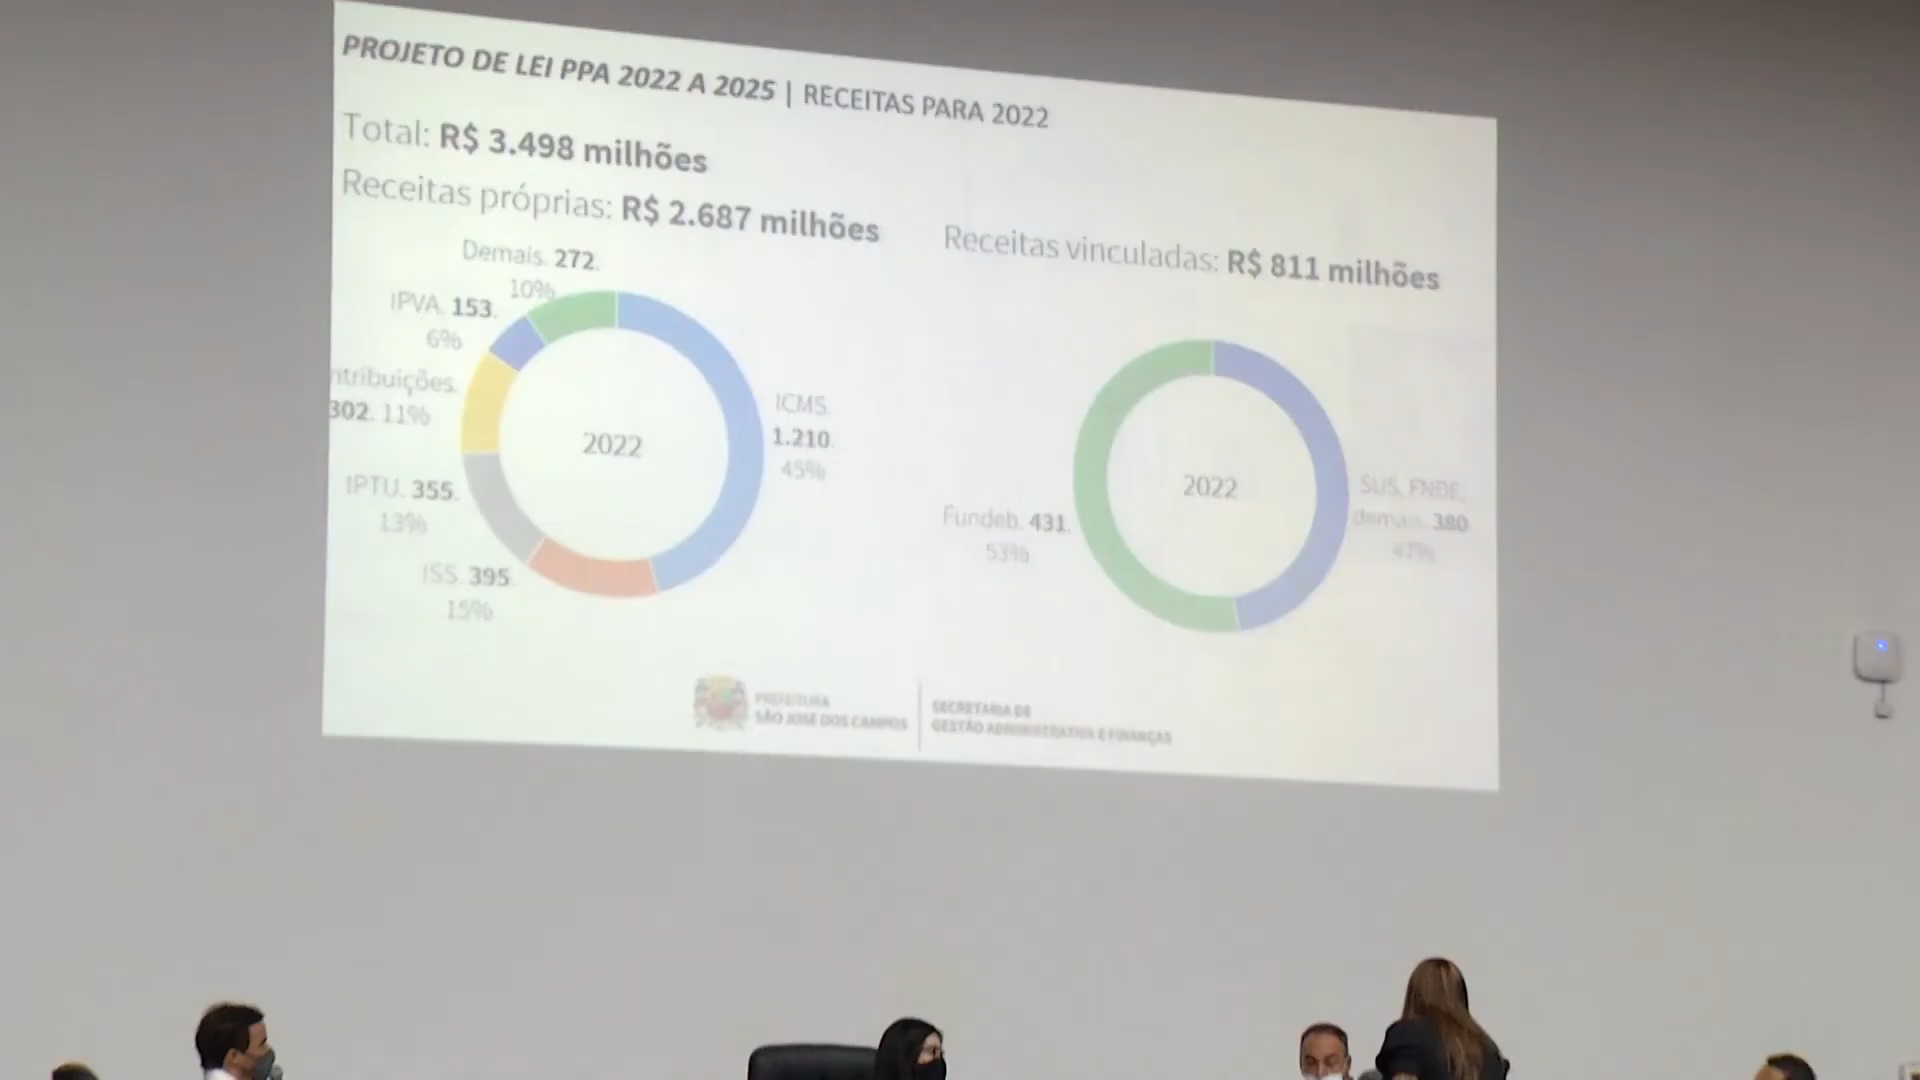 PROJETO DE LEI PPA 2022 A 2025 | RECEITAS PARA 2022
Total: R$ 3.498 milhões
Receitas próprias: R$ 2.687 milhões
Receitas vinculadas: R$ 811 milhões
Demais. 272.
10%
IPVA. 153.
6%
ntribuições.
302. 11%
IPTU. 355.
13%
ISS. 395.
15%
ICMS.
1.210.
45%
2022
Fundeb. 431.
53%
2022
SUS, FNDE,
demais. 380.
47%
PREFEITURA
SÃO JOSÉ DOS CAMPOS
SECRETARIA DE
GESTÃO ADMINISTRATIVA E FINANÇAS